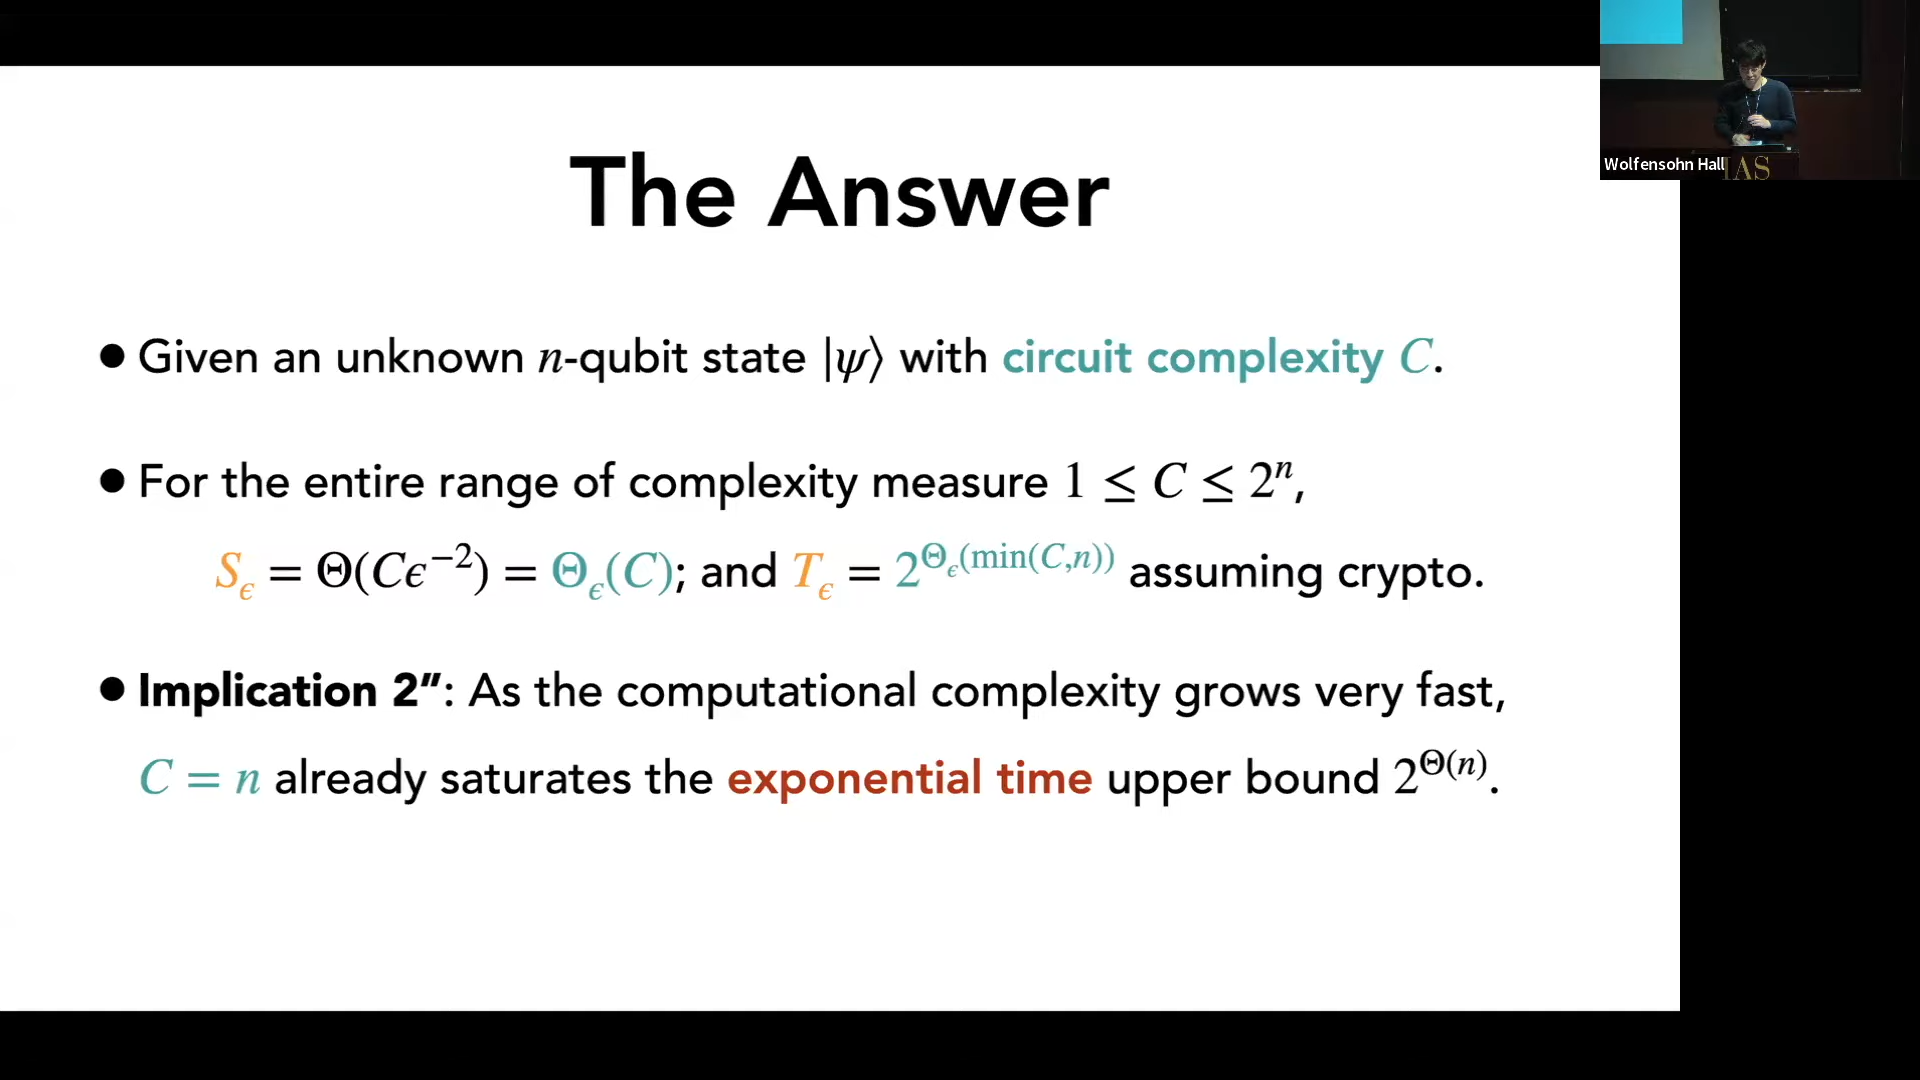 The Answer
● Given an unknown n-qubit state |ψ⟩ with circuit complexity C.
● For the entire range of complexity measure 1 ≤ C ≤ 2ⁿ,
S_ϵ = Θ(Cϵ⁻²) = Θ_ϵ(C); and T_ϵ = 2^{Θ_ϵ(min(C,n))} assuming crypto.
● Implication 2″: As the computational complexity grows very fast,
C = n already saturates the exponential time upper bound 2^{Θ(n)}.
Wolfensohn Hall
IAS